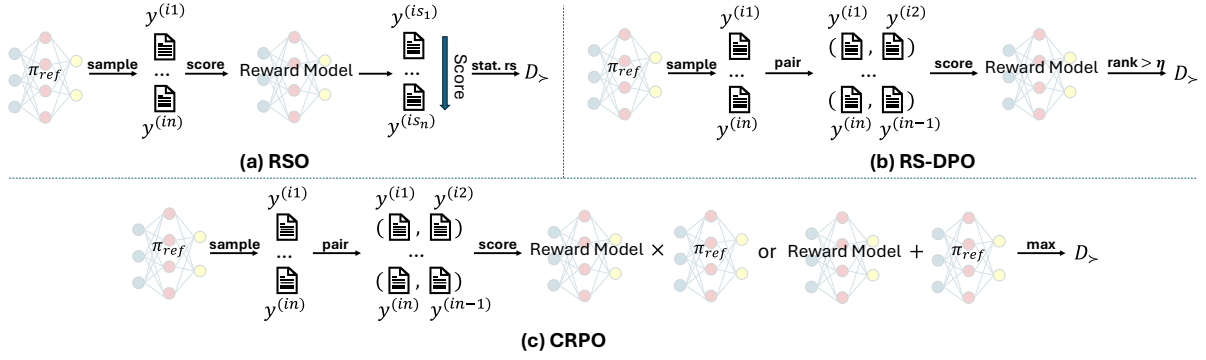 π_ref
sample
y^(i1)
...
y^(in)
score
Reward Model
y^(is_1)
...
y^(is_n)
Score
stat. rs
D_≻
(a) RSO
π_ref
sample
y^(i1)
...
y^(in)
pair
y^(i1) y^(i2)
( , )
...
( , )
y^(in) y^(in−1)
score
Reward Model
rank > η
D_≻
(b) RS-DPO
π_ref
sample
y^(i1)
...
y^(in)
pair
y^(i1) y^(i2)
( , )
...
( , )
y^(in) y^(in−1)
score
Reward Model × π_ref or Reward Model + π_ref
max
D_≻
(c) CRPO